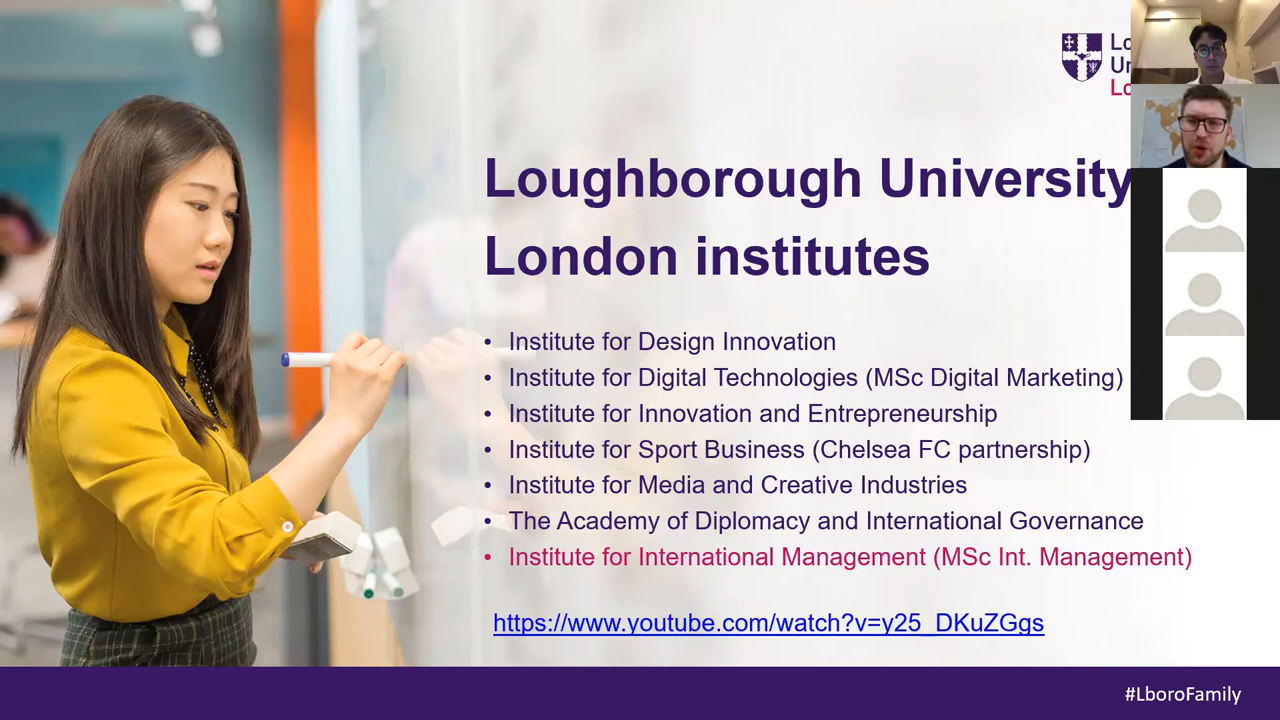 Loughborough University
London institutes
• Institute for Design Innovation
• Institute for Digital Technologies (MSc Digital Marketing)
• Institute for Innovation and Entrepreneurship
• Institute for Sport Business (Chelsea FC partnership)
• Institute for Media and Creative Industries
• The Academy of Diplomacy and International Governance
• Institute for International Management (MSc Int. Management)
https://www.youtube.com/watch?v=y25_DKuZGgs
#LboroFamily